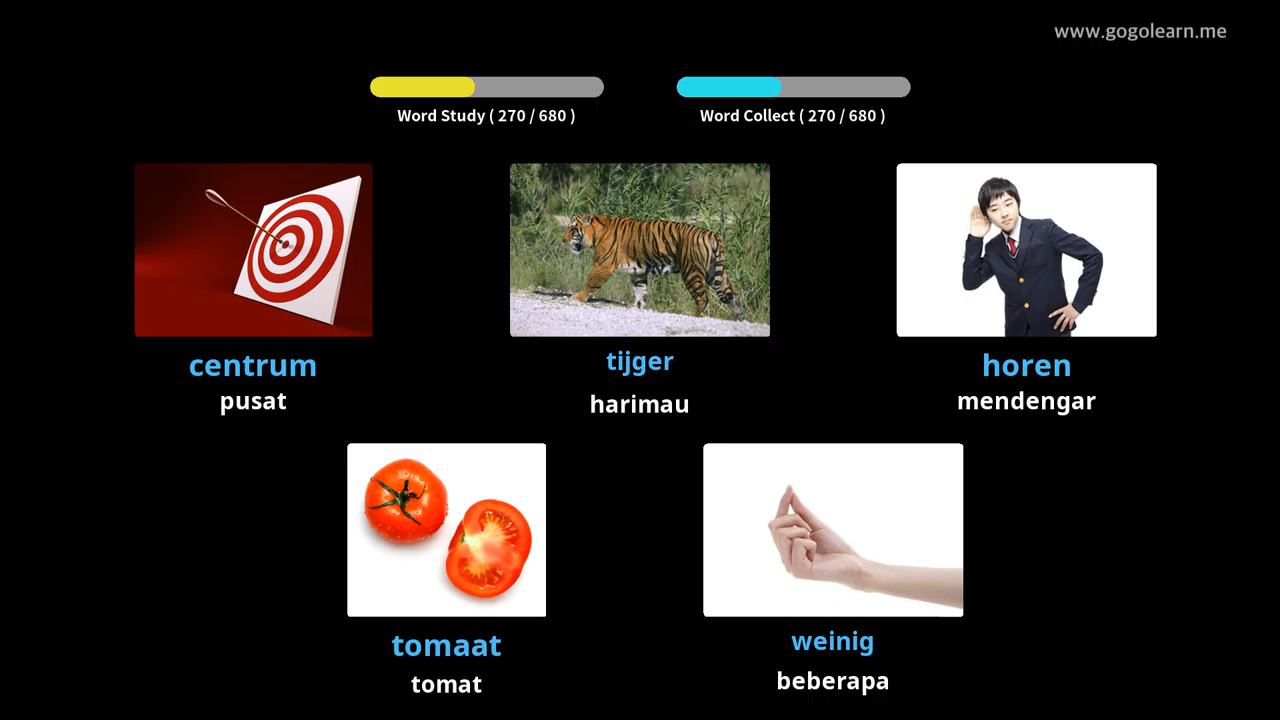 www.gogolearn.me
Word Study ( 270 / 680 )
Word Collect ( 270 / 680 )
centrum
pusat
tijger
harimau
horen
mendengar
tomaat
tomat
weinig
beberapa